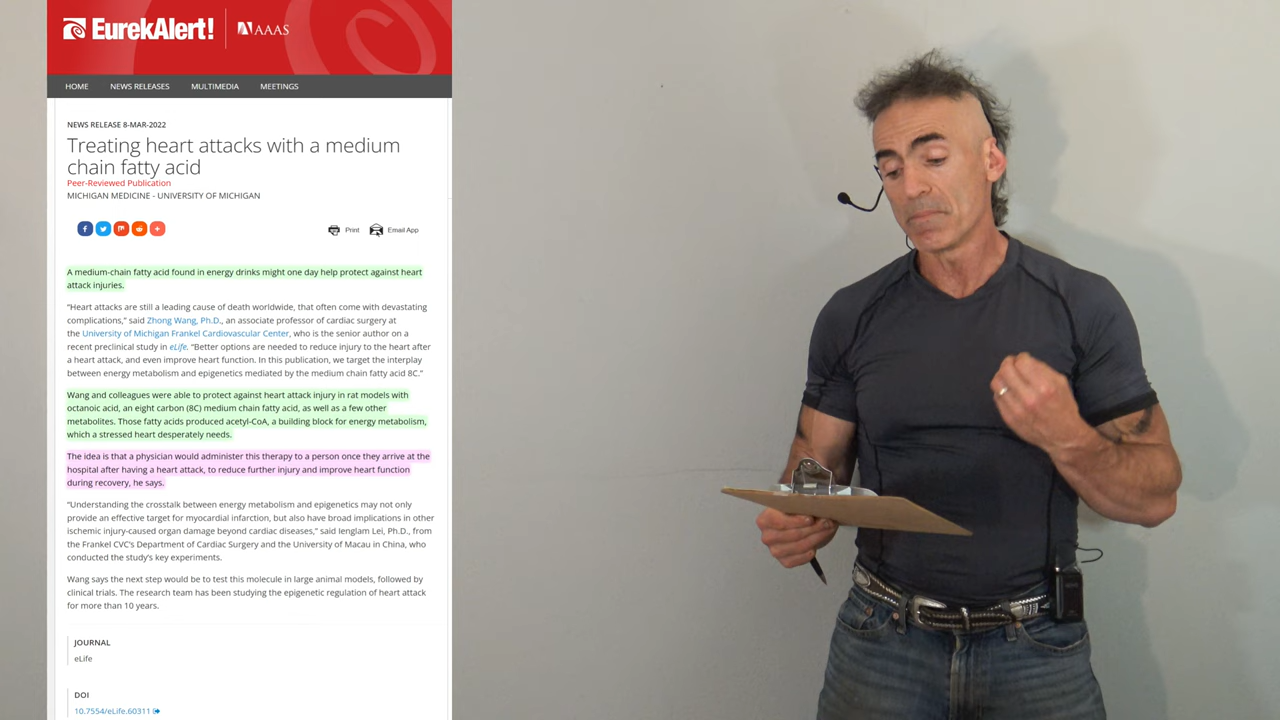 EurekAlert! AAAS
HOME NEWS RELEASES MULTIMEDIA MEETINGS
NEWS RELEASE 8-MAR-2022
Treating heart attacks with a medium
chain fatty acid
Peer-Reviewed Publication
MICHIGAN MEDICINE - UNIVERSITY OF MICHIGAN
Print Email App
A medium-chain fatty acid found in energy drinks might one day help protect against heart
attack injuries.
“Heart attacks are still a leading cause of death worldwide, that often come with devastating
complications,” said Zhong Wang, Ph.D., an associate professor of cardiac surgery at
the University of Michigan Frankel Cardiovascular Center, who is the senior author on a
recent preclinical study in eLife. “Better options are needed to reduce injury to the heart after
a heart attack, and even improve heart function. In this publication, we target the interplay
between energy metabolism and epigenetics mediated by the medium chain fatty acid 8C.”
Wang and colleagues were able to protect against heart attack injury in rat models with
octanoic acid, an eight carbon (8C) medium chain fatty acid, as well as a few other
metabolites. Those fatty acids produced acetyl-CoA, a building block for energy metabolism,
which a stressed heart desperately needs.
The idea is that a physician would administer this therapy to a person once they arrive at the
hospital after having a heart attack, to reduce further injury and improve heart function
during recovery, he says.
“Understanding the crosstalk between energy metabolism and epigenetics may not only
provide an effective target for myocardial infarction, but also have broad implications in other
ischemic injury-caused organ damage beyond cardiac diseases,” said Ienglam Lei, Ph.D., from
the Frankel CVC’s Department of Cardiac Surgery and the University of Macau in China, who
conducted the study’s key experiments.
Wang says the next step would be to test this molecule in large animal models, followed by
clinical trials. The research team has been studying the epigenetic regulation of heart attack
for more than 10 years.
JOURNAL
eLife
DOI
10.7554/eLife.60311